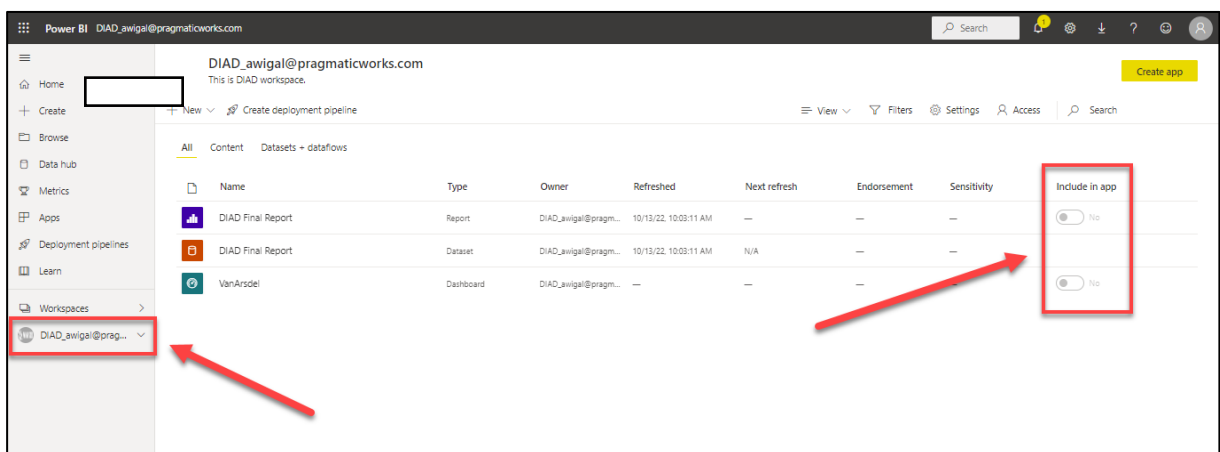 Power BI DIAD_awigal@pragmaticworks.com
Search
1
?
Home
Create
Browse
Data hub
Metrics
Apps
Deployment pipelines
Learn
Workspaces
DIAD_awigal@prag...
DIAD_awigal@pragmaticworks.com
This is DIAD workspace.
Create app
New Create deployment pipeline
View Filters Settings Access Search
All Content Datasets + dataflows
Name Type Owner Refreshed Next refresh Endorsement Sensitivity Include in app
DIAD Final Report Report DIAD_awigal@pragm... 10/13/22, 10:03:11 AM — — — No
DIAD Final Report Dataset DIAD_awigal@pragm... 10/13/22, 10:03:11 AM N/A — —
VanArsdel Dashboard DIAD_awigal@pragm... — — — — No